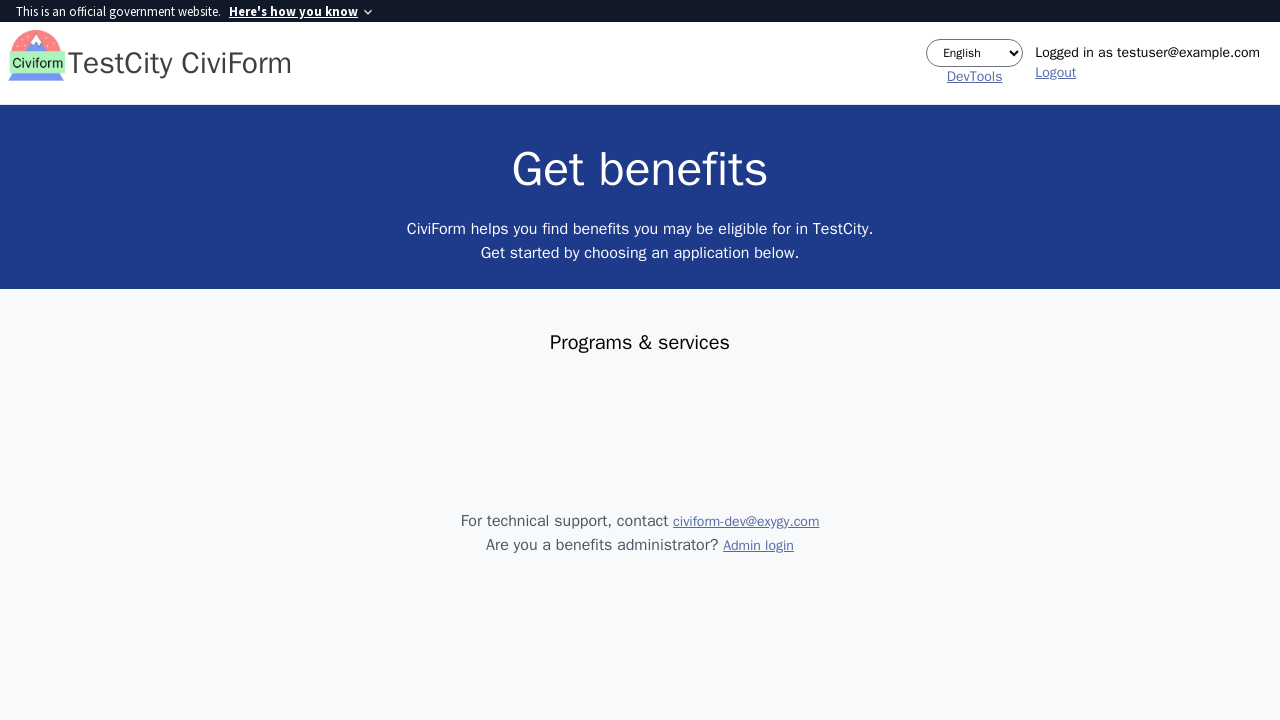 This is an official government website. Here's how you know
Civiform
TestCity CiviForm
English
DevTools
Logged in as testuser@example.com
Logout
Get benefits
CiviForm helps you find benefits you may be eligible for in TestCity.
Get started by choosing an application below.
Programs & services
For technical support, contact civiform-dev@exygy.com
Are you a benefits administrator? Admin login